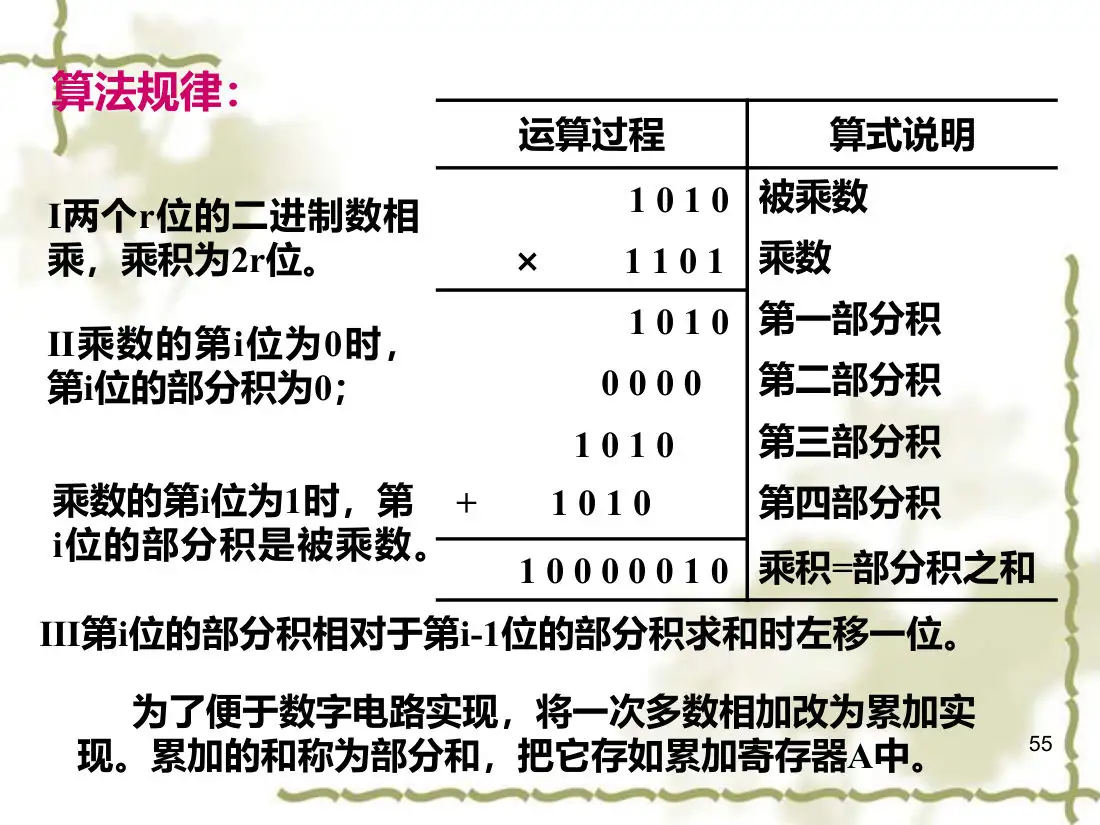 算法规律：
运算过程 算式说明
1 0 1 0 被乘数
× 1 1 0 1 乘数
1 0 1 0 第一部分积
0 0 0 0 第二部分积
1 0 1 0 第三部分积
+ 1 0 1 0 第四部分积
1 0 0 0 0 0 1 0 乘积=部分积之和
I两个r位的二进制数相
乘，乘积为2r位。
II乘数的第i位为0时，
第i位的部分积为0；
乘数的第i位为1时，第
i位的部分积是被乘数。
III第i位的部分积相对于第i-1位的部分积求和时左移一位。
为了便于数字电路实现，将一次多数相加改为累加实
现。累加的和称为部分和，把它存如累加寄存器A中。
55